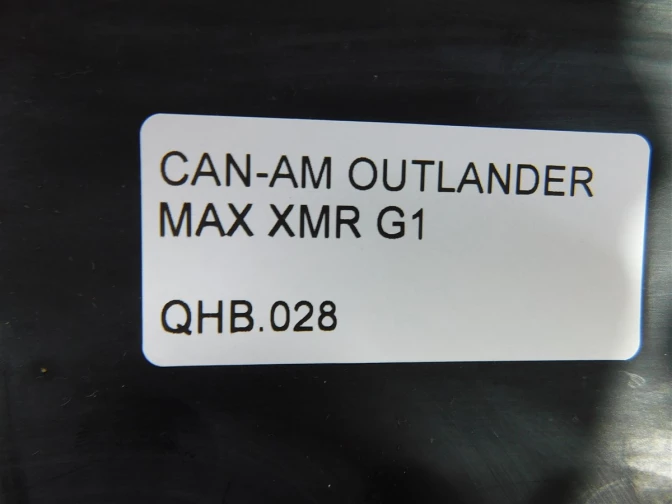 CAN-AM OUTLANDER
MAX XMR G1
QHB.028